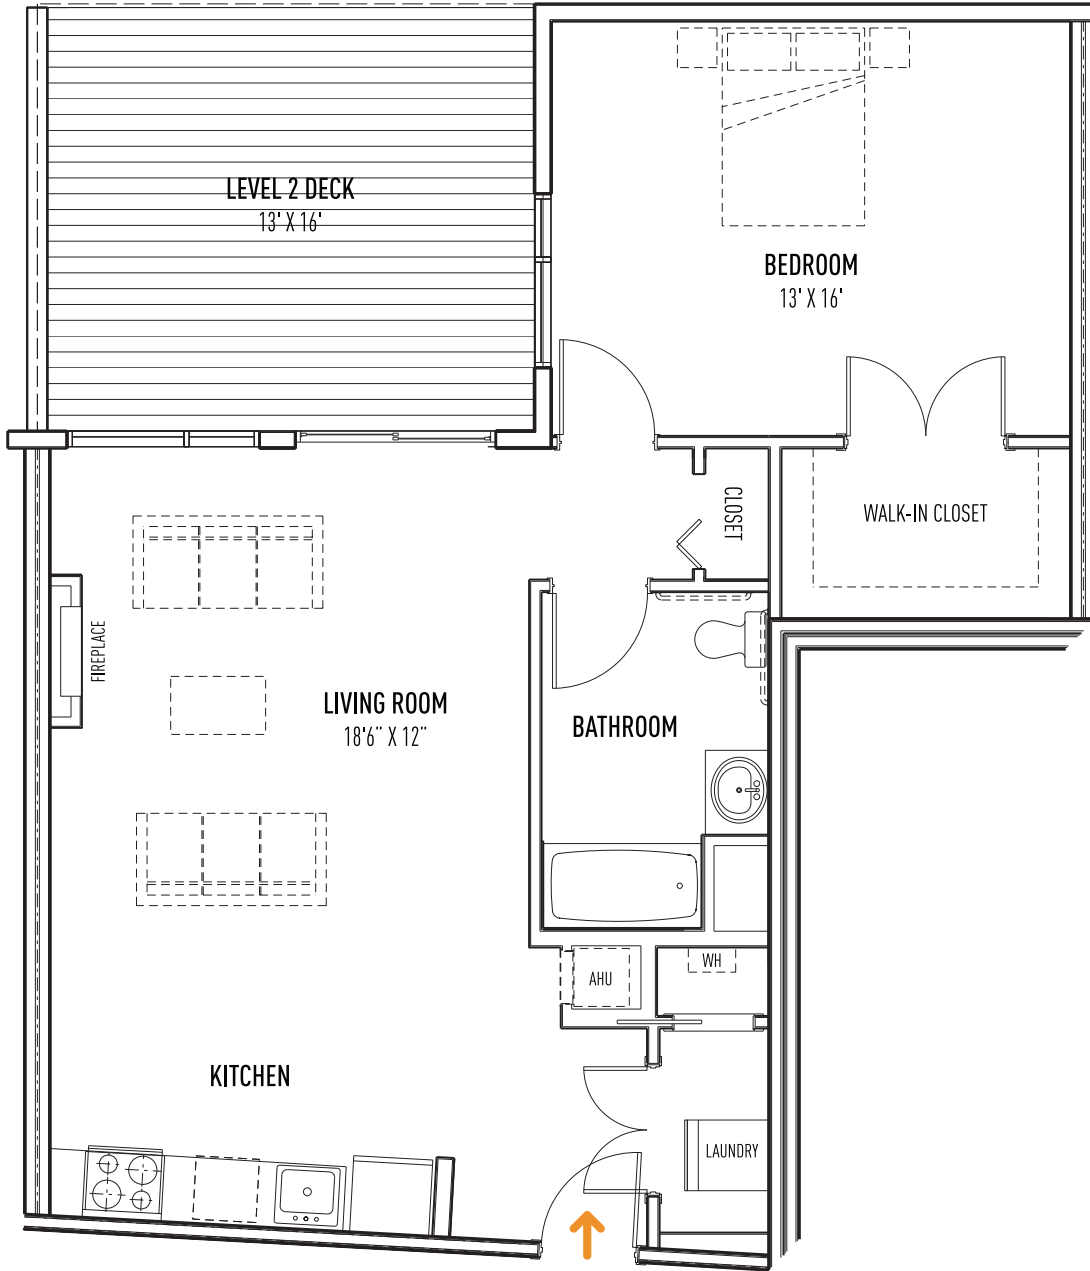 LEVEL 2 DECK
13' X 16'
BEDROOM
13' X 16'
CLOSET
WALK-IN CLOSET
FIREPLACE
LIVING ROOM
18'6” X 12”
BATHROOM
AHU
WH
KITCHEN
LAUNDRY